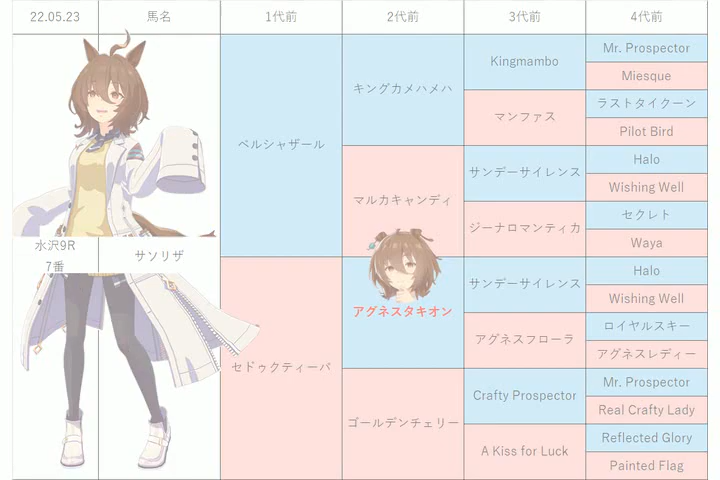 22.05.23 馬名 1代前 2代前 3代前 4代前
水沢9R
7番
サソリザ
ベルシャザール
セドゥクティーバ
キングカメハメハ
マルカキャンディ
アグネスタキオン
ゴールデンチェリー
Kingmambo
マンファス
サンデーサイレンス
ジーナロマンティカ
サンデーサイレンス
アグネスフローラ
Crafty Prospector
A Kiss for Luck
Mr. Prospector
Miesque
ラストタイクーン
Pilot Bird
Halo
Wishing Well
セクレト
Waya
Halo
Wishing Well
ロイヤルスキー
アグネスレディー
Mr. Prospector
Real Crafty Lady
Reflected Glory
Painted Flag